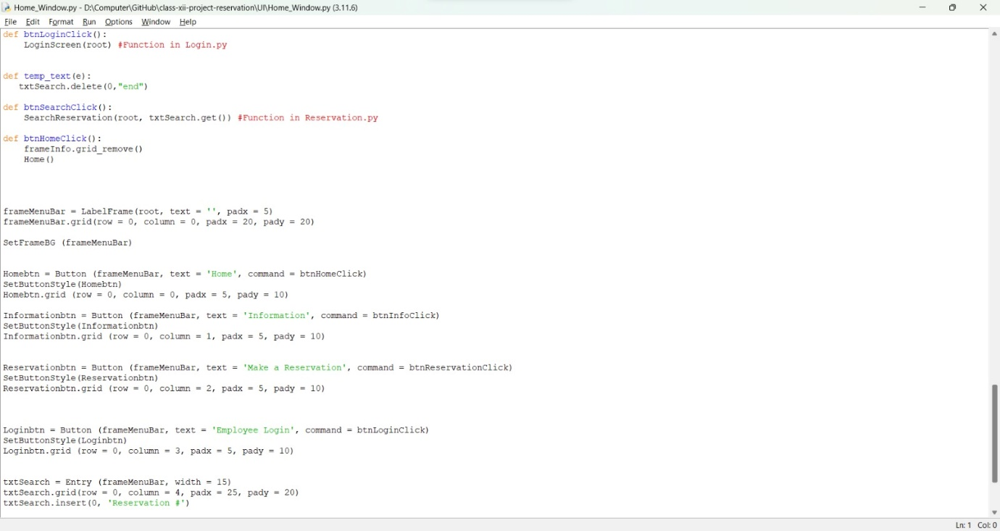 Home_Window.py - D:\Computer\GitHub\class-xii-project-reservation\UI\Home_Window.py (3.11.6)
File Edit Format Run Options Window Help
def btnLoginClick():
    LoginScreen(root) #Function in Login.py
def temp_text(e):
   txtSearch.delete(0,"end")
def btnSearchClick():
    SearchReservation(root, txtSearch.get()) #Function in Reservation.py
def btnHomeClick():
    frameInfo.grid_remove()
    Home()
frameMenuBar = LabelFrame(root, text = '', padx = 5)
frameMenuBar.grid(row = 0, column = 0, padx = 20, pady = 20)
SetFrameBG (frameMenuBar)
Homebtn = Button (frameMenuBar, text = 'Home', command = btnHomeClick)
SetButtonStyle(Homebtn)
Homebtn.grid (row = 0, column = 0, padx = 5, pady = 10)
Informationbtn = Button (frameMenuBar, text = 'Information', command = btnInfoClick)
SetButtonStyle(Informationbtn)
Informationbtn.grid (row = 0, column = 1, padx = 5, pady = 10)
Reservationbtn = Button (frameMenuBar, text = 'Make a Reservation', command = btnReservationClick)
SetButtonStyle(Reservationbtn)
Reservationbtn.grid (row = 0, column = 2, padx = 5, pady = 10)
Loginbtn = Button (frameMenuBar, text = 'Employee Login', command = btnLoginClick)
SetButtonStyle(Loginbtn)
Loginbtn.grid (row = 0, column = 3, padx = 5, pady = 10)
txtSearch = Entry (frameMenuBar, width = 15)
txtSearch.grid(row = 0, column = 4, padx = 25, pady = 20)
txtSearch.insert(0, 'Reservation #')
Ln: 1 Col: 0